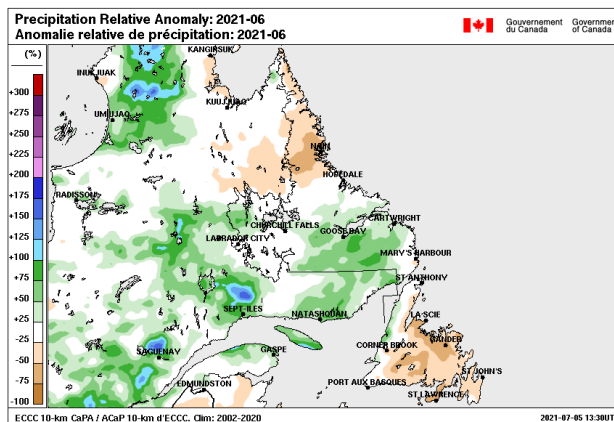 Precipitation Relative Anomaly: 2021-06
Anomalie relative de précipitation: 2021-06
Gouvernement du Canada
Government of Canada
(%)
+300
+275
+250
+225
+200
+175
+150
+125
+100
+75
+50
+25
-25
-50
-75
-100
KANGIRSUK
INUKJUAK
KUUJJUAQ
UMIUJAQ
NAIN
HOPEDALE
RADISSON
CARTWRIGHT
CHURCHILL FALLS
GOOSE BAY
LABRADOR CITY
MARY'S HARBOUR
ST ANTHONY
SEPT-ILES
NATASHQUAN
LA SCIE
GANDER
CORNER BROOK
SAGUENAY
GASPE
ST JOHN'S
EDMUNDSTON
PORT AUX BASQUES
ST LAWRENCE
ECCC 10-km CaPA / ACaP 10-km d'ECCC. Clim: 2002-2020
2021-07-05 13:30UT